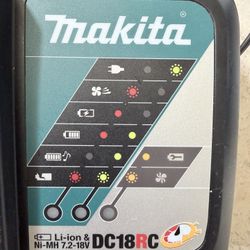 makita
Li-ion &
Ni-MH 7.2-18V DC18RC